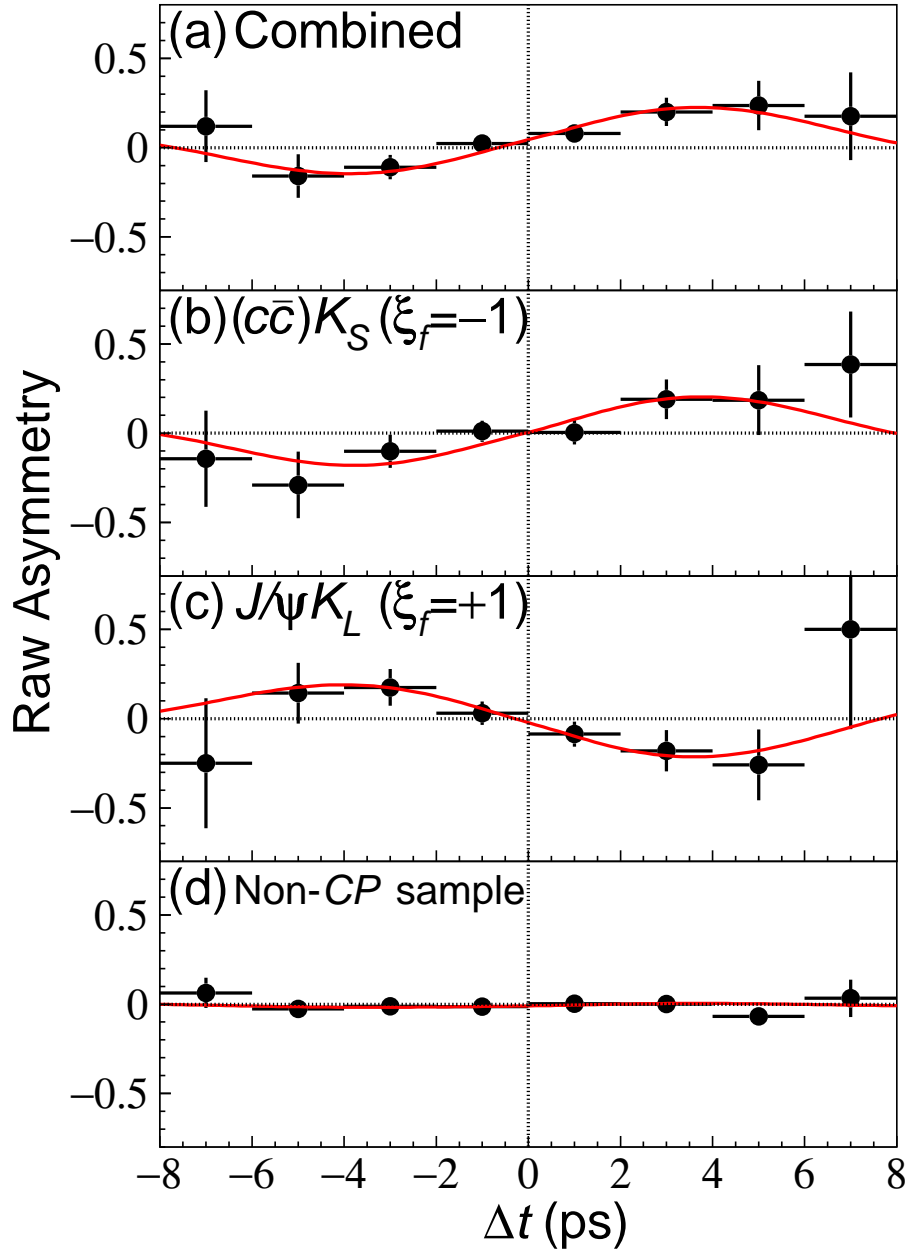 (a) Combined
0.5
0
−0.5
(b) (cc̄)K_S (ξ_f=−1)
0.5
0
−0.5
(c) J/ψK_L (ξ_f=+1)
0.5
0
−0.5
(d) Non-CP sample
0.5
0
−0.5
−8 −6 −4 −2 0 2 4 6 8
Δt (ps)
Raw Asymmetry